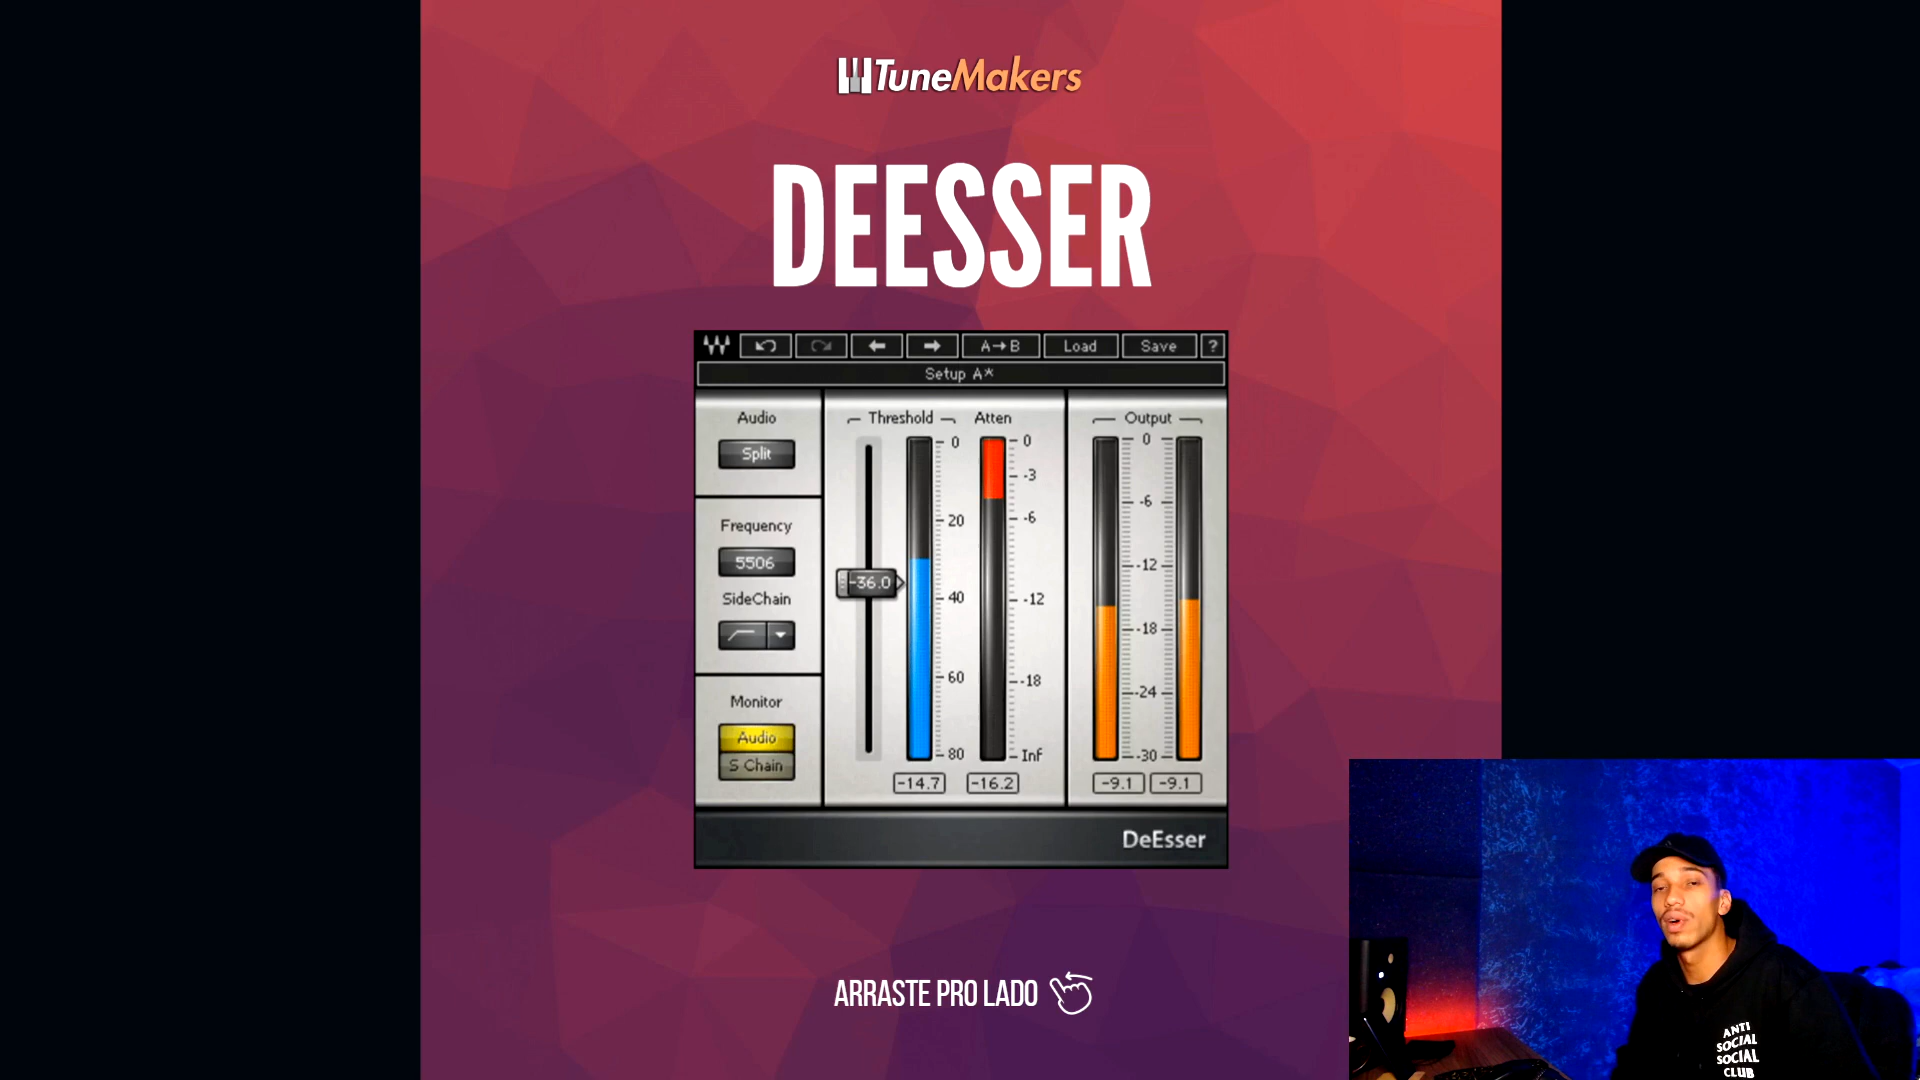 TuneMakers
DEESSER
A→B Load Save ?
Setup A*
Audio
Split
Frequency
5506
SideChain
Monitor
Audio
S Chain
Threshold Atten
-36.0
0
20
40
60
80
0
-3
-6
-12
-18
Inf
-14.7 -16.2
Output
0
-6
-12
-18
-24
-30
-9.1 -9.1
DeEsser
ARRASTE PRO LADO
ANTI
SOCIAL
SOCIAL
CLUB